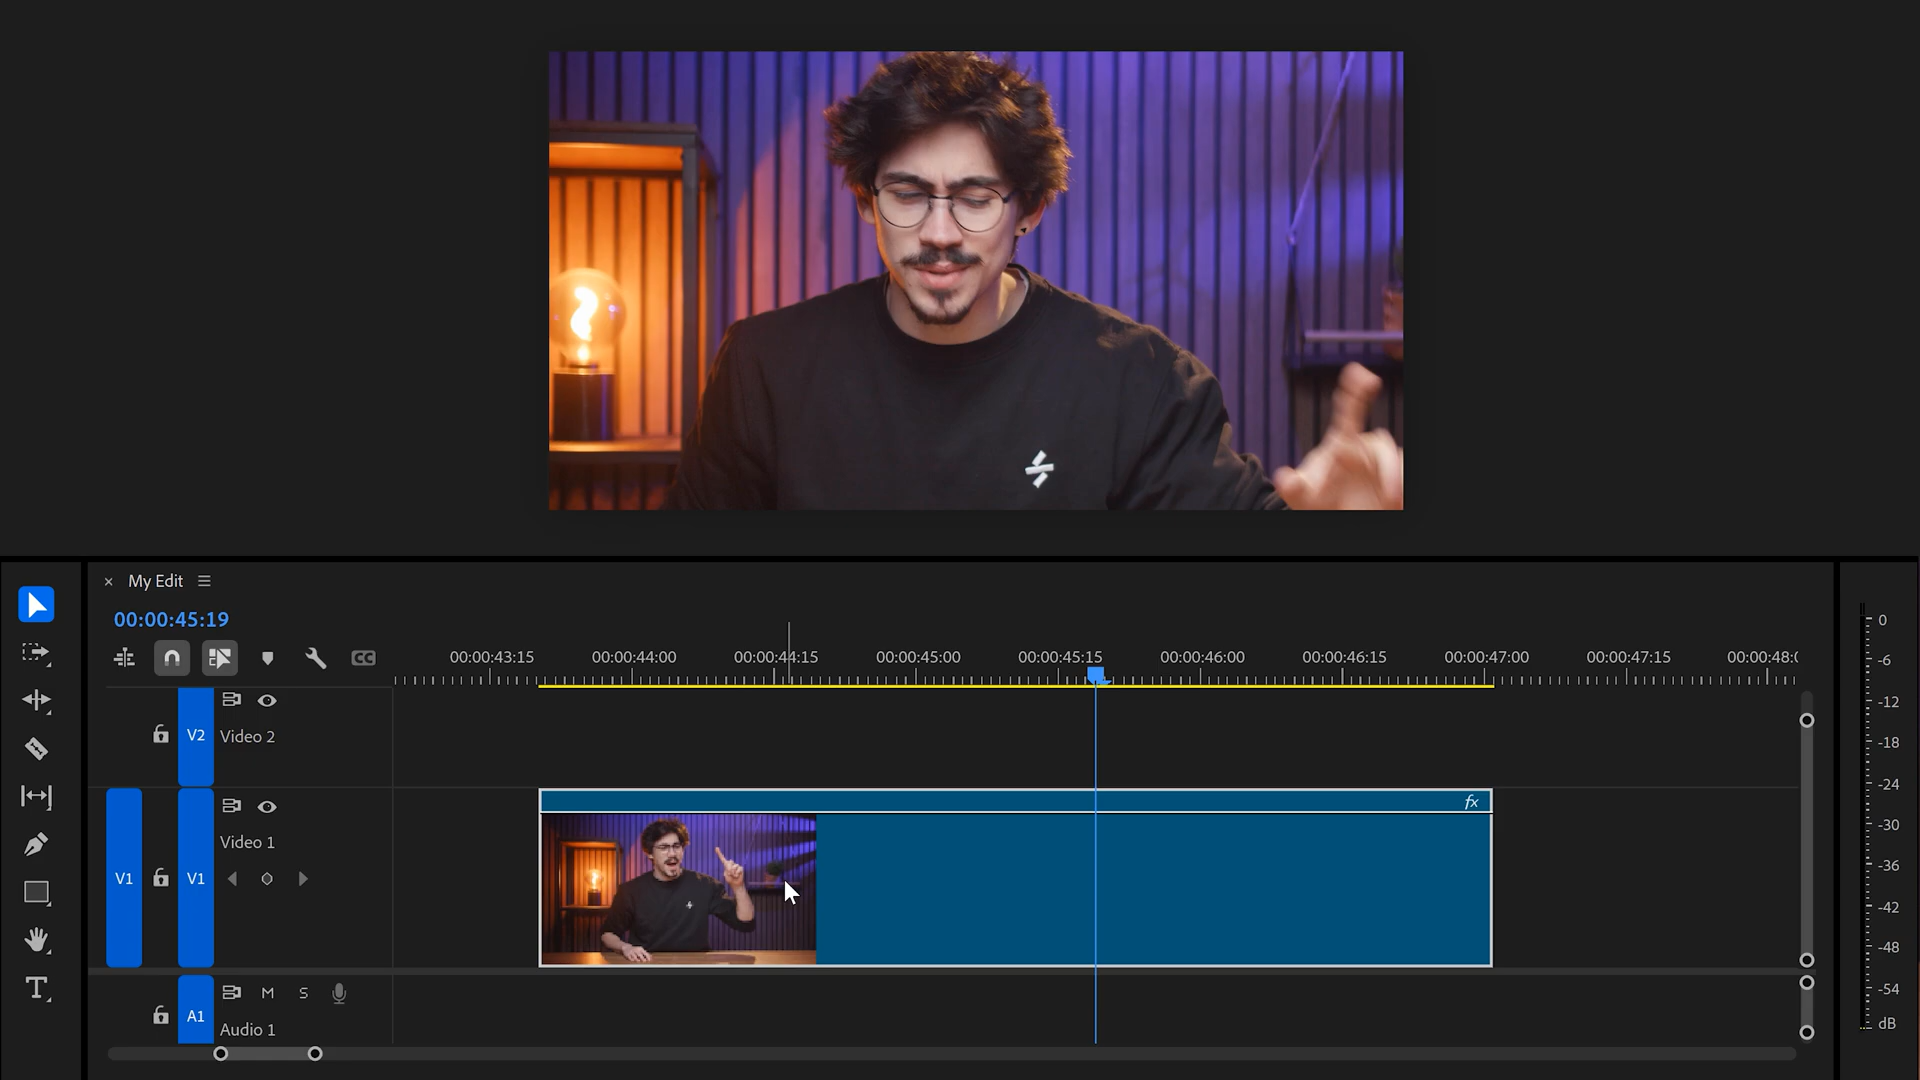 × My Edit
00:00:45:19
CC
00:00:43:15 00:00:44:00 00:00:44:15 00:00:45:00 00:00:45:15 00:00:46:00 00:00:46:15 00:00:47:00 00:00:47:15 00:00:48:0
V2 Video 2
fx
V1 V1 Video 1
M S
A1 Audio 1
T
0
-6
-12
-18
-24
-30
-36
-42
-48
-54
dB